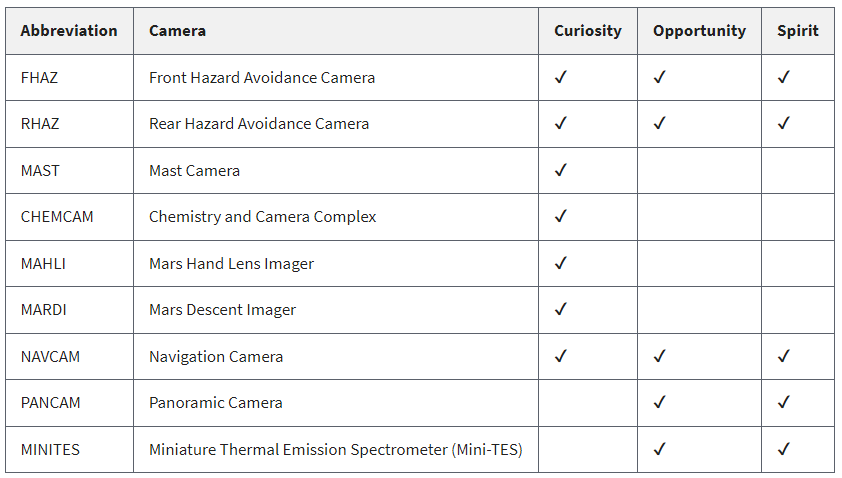 Abbreviation Camera Curiosity Opportunity Spirit
FHAZ Front Hazard Avoidance Camera ✓ ✓ ✓
RHAZ Rear Hazard Avoidance Camera ✓ ✓ ✓
MAST Mast Camera ✓
CHEMCAM Chemistry and Camera Complex ✓
MAHLI Mars Hand Lens Imager ✓
MARDI Mars Descent Imager ✓
NAVCAM Navigation Camera ✓ ✓ ✓
PANCAM Panoramic Camera ✓ ✓
MINITES Miniature Thermal Emission Spectrometer (Mini-TES) ✓ ✓